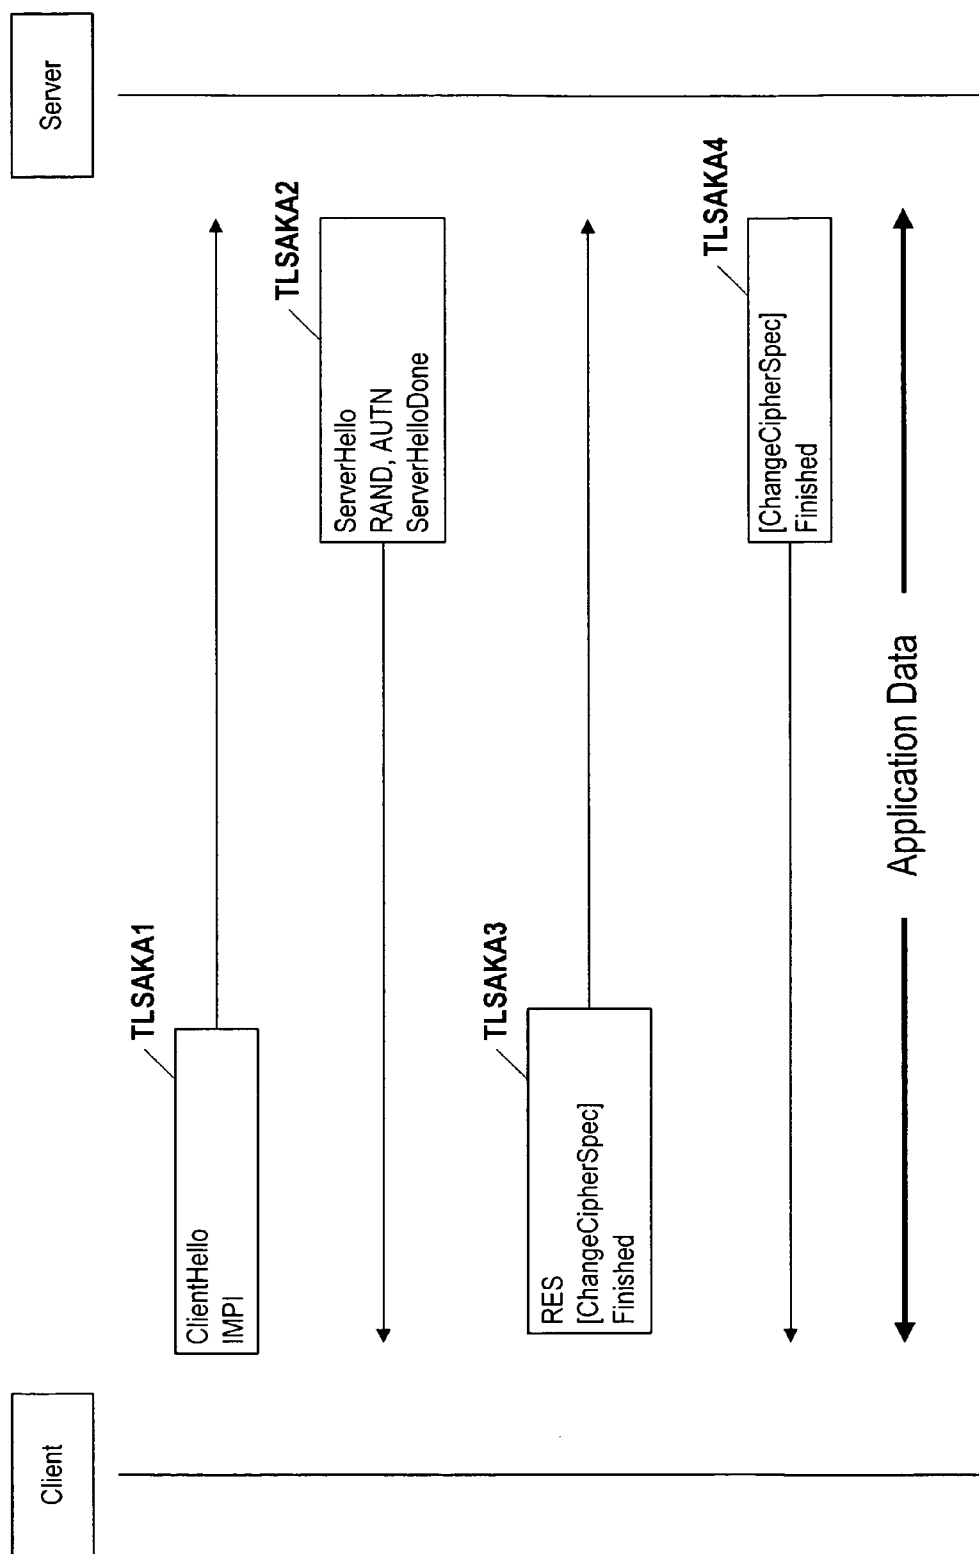 Client
Server
TLSAKA1
ClientHello
IMPI
TLSAKA2
ServerHello
RAND, AUTN
ServerHelloDone
TLSAKA3
RES
[ChangeCipherSpec]
Finished
TLSAKA4
[ChangeCipherSpec]
Finished
Application Data